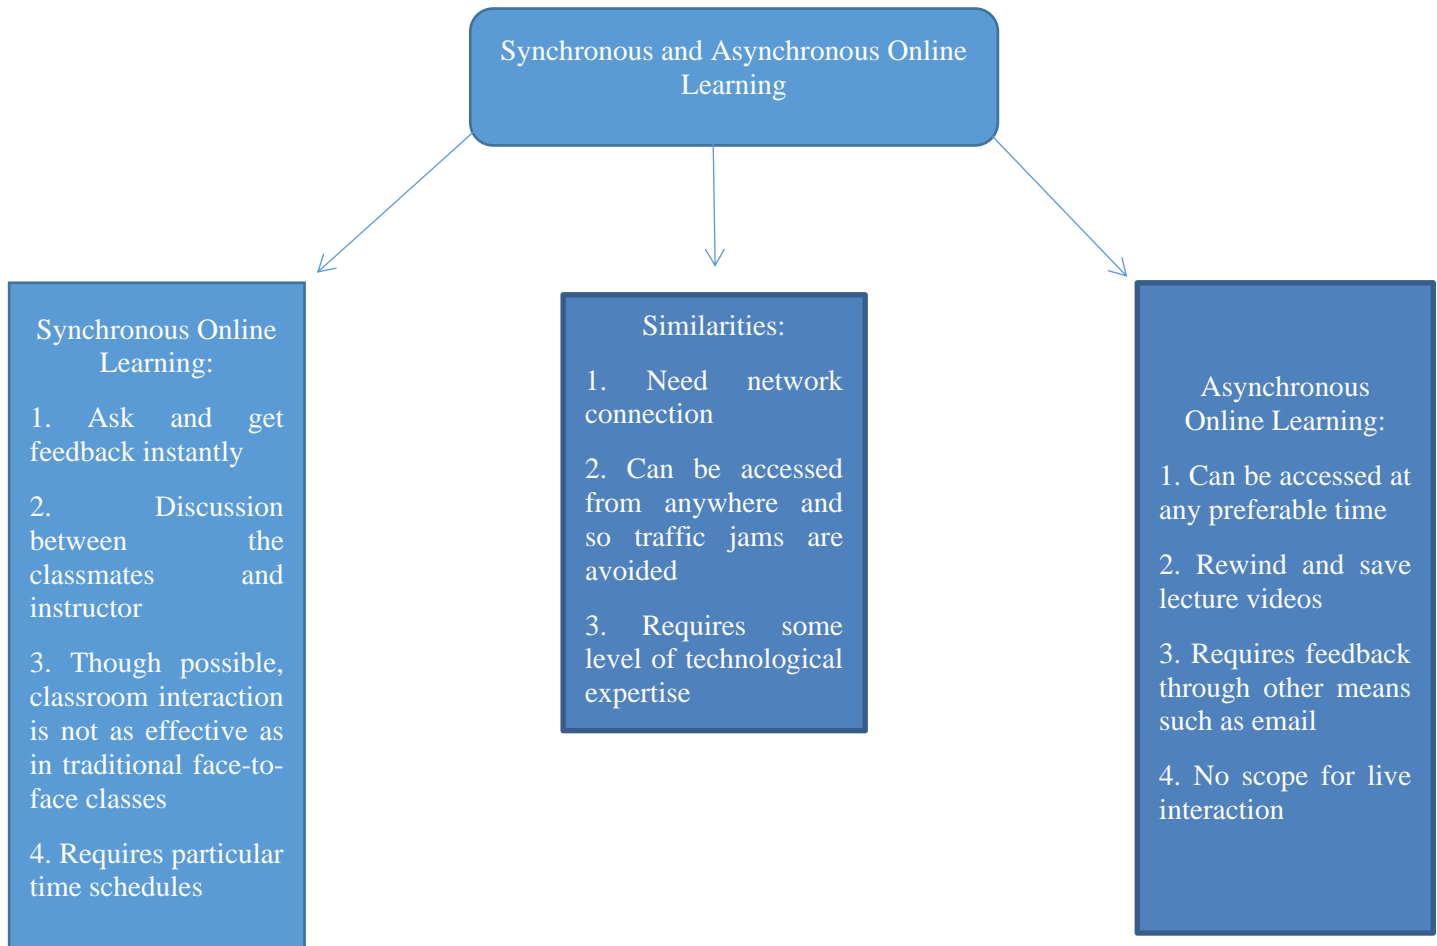 Synchronous and Asynchronous Online
Learning
Synchronous Online
Learning:
1. Ask and get
feedback instantly
2. Discussion
between the
classmates and
instructor
3. Though possible,
classroom interaction
is not as effective as
in traditional face-to-
face classes
4. Requires particular
time schedules
Similarities:
1. Need network
connection
2. Can be accessed
from anywhere and
so traffic jams are
avoided
3. Requires some
level of technological
expertise
Asynchronous
Online Learning:
1. Can be accessed at
any preferable time
2. Rewind and save
lecture videos
3. Requires feedback
through other means
such as email
4. No scope for live
interaction